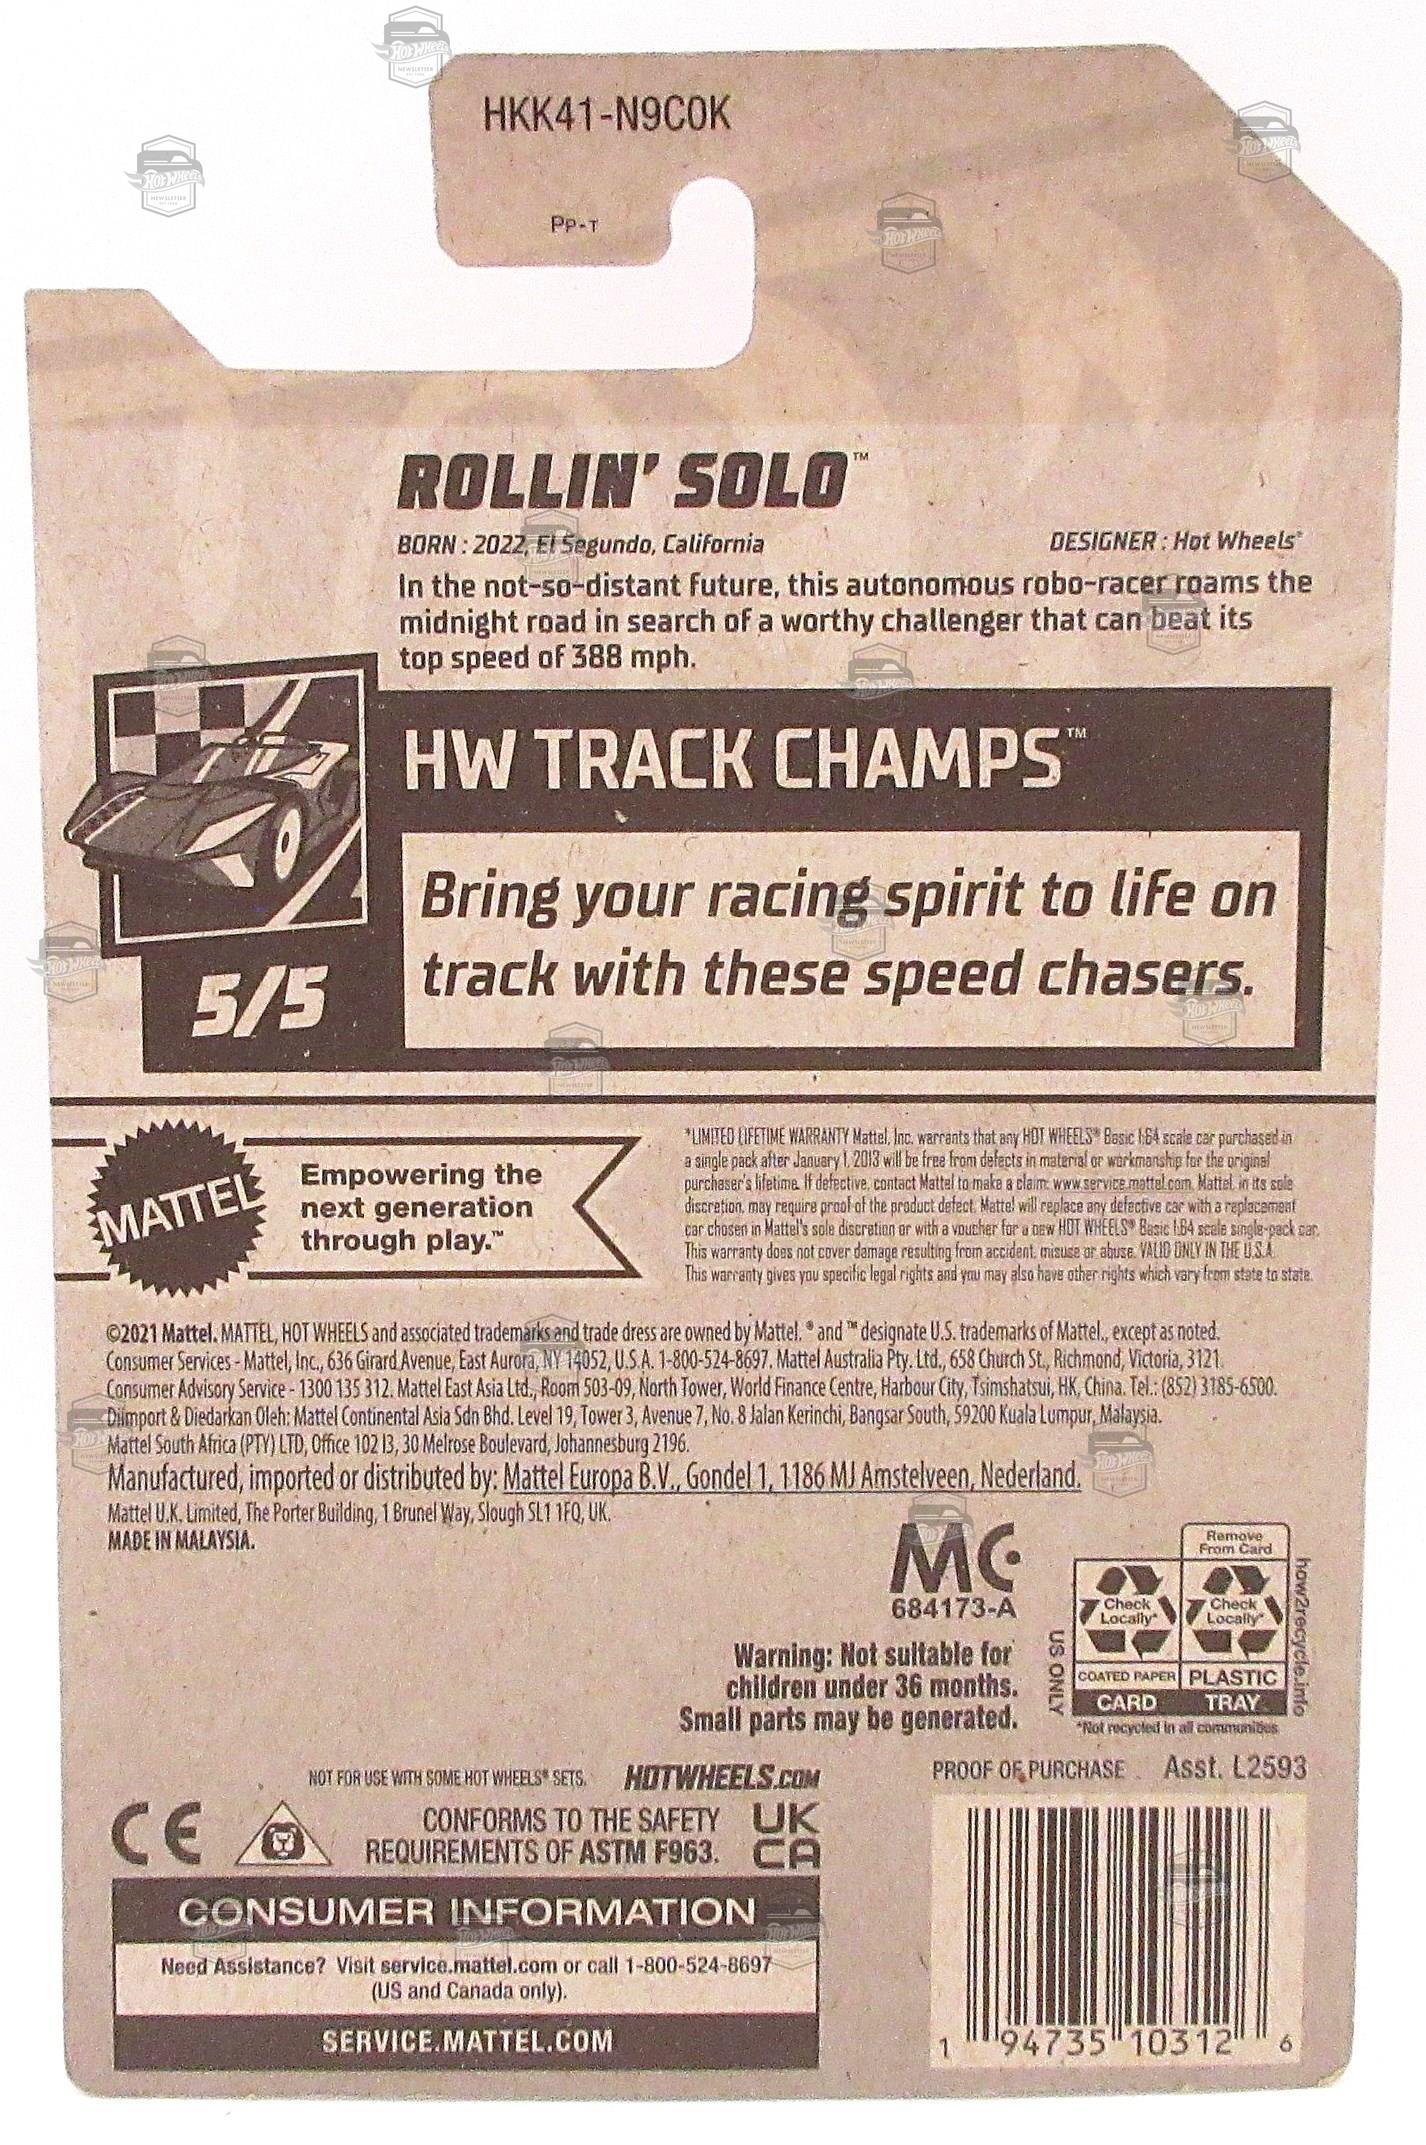 HKK41-N9C0K
PP-T
ROLLIN' SOLO™
BORN : 2022, El Segundo, California
DESIGNER : Hot Wheels®
In the not-so-distant future, this autonomous robo-racer roams the
midnight road in search of a worthy challenger that can beat its
top speed of 388 mph.
HW TRACK CHAMPS™
Bring your racing spirit to life on
track with these speed chasers.
5/5
MATTEL
Empowering the
next generation
through play.™
*LIMITED LIFETIME WARRANTY Mattel, Inc. warrants that any HOT WHEELS® Basic 1:64 scale car purchased in
a single pack after January 1, 2013 will be free from defects in material or workmanship for the original
purchaser's lifetime. If defective, contact Mattel to make a claim: www.service.mattel.com. Mattel, in its sole
discretion, may require proof of the product defect. Mattel will replace any defective car with a replacement
car chosen in Mattel's sole discretion or with a voucher for a new HOT WHEELS® Basic 1:64 scale single-pack car.
This warranty does not cover damage resulting from accident, misuse or abuse. VALID ONLY IN THE U.S.A.
This warranty gives you specific legal rights and you may also have other rights which vary from state to state.
©2021 Mattel. MATTEL, HOT WHEELS and associated trademarks and trade dress are owned by Mattel. ® and ™ designate U.S. trademarks of Mattel., except as noted.
Consumer Services - Mattel, Inc., 636 Girard Avenue, East Aurora, NY 14052, U.S.A. 1-800-524-8697. Mattel Australia Pty. Ltd., 658 Church St., Richmond, Victoria, 3121.
Consumer Advisory Service - 1300 135 312. Mattel East Asia Ltd., Room 503-09, North Tower, World Finance Centre, Harbour City, Tsimshatsui, HK, China. Tel.: (852) 3185-6500.
Diimport & Diedarkan Oleh: Mattel Continental Asia Sdn Bhd. Level 19, Tower 3, Avenue 7, No. 8 Jalan Kerinchi, Bangsar South, 59200 Kuala Lumpur, Malaysia.
Mattel South Africa (PTY) LTD, Office 102 I3, 30 Melrose Boulevard, Johannesburg 2196.
Manufactured, imported or distributed by: Mattel Europa B.V., Gondel 1, 1186 MJ Amstelveen, Nederland.
Mattel U.K. Limited, The Porter Building, 1 Brunel Way, Slough SL1 1FQ, UK.
MADE IN MALAYSIA.
MC
684173-A
Warning: Not suitable for
children under 36 months.
Small parts may be generated.
US ONLY
Remove
From Card
Check
Locally*
Check
Locally*
COATED PAPER
PLASTIC
CARD
TRAY
how2recycle.info
*Not recycled in all communities
NOT FOR USE WITH SOME HOT WHEELS® SETS.
HOTWHEELS.COM
PROOF OF PURCHASE
Asst. L2593
CE
CONFORMS TO THE SAFETY
REQUIREMENTS OF ASTM F963.
UK
CA
CONSUMER INFORMATION
Need Assistance? Visit service.mattel.com or call 1-800-524-8697
(US and Canada only).
SERVICE.MATTEL.COM
1 94735 10312 6